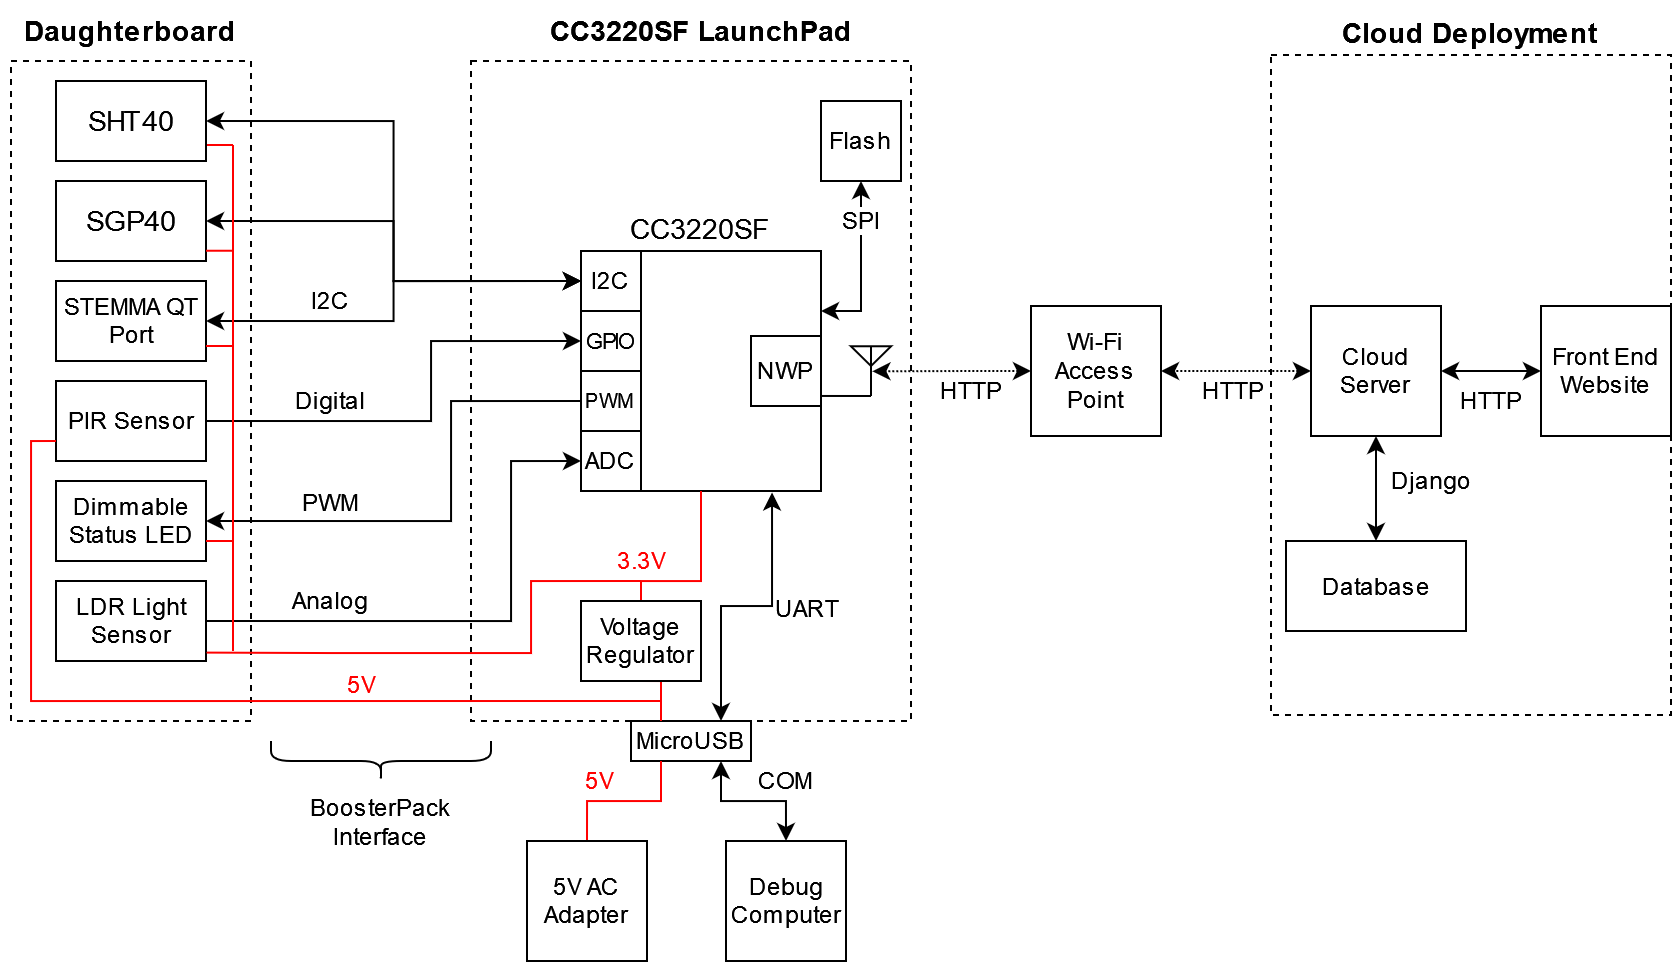 Daughterboard
CC3220SF LaunchPad
Cloud Deployment
SHT40
SGP40
STEMMA QT
Port
PIR Sensor
Dimmable
Status LED
LDR Light
Sensor
I2C
Digital
PWM
Analog
5V
BoosterPack
Interface
Flash
SPI
CC3220SF
I2C
GPIO
PWM
ADC
NWP
3.3V
Voltage
Regulator
UART
MicroUSB
5V
COM
5V AC
Adapter
Debug
Computer
HTTP
Wi-Fi
Access
Point
HTTP
Cloud
Server
HTTP
Front End
Website
Django
Database